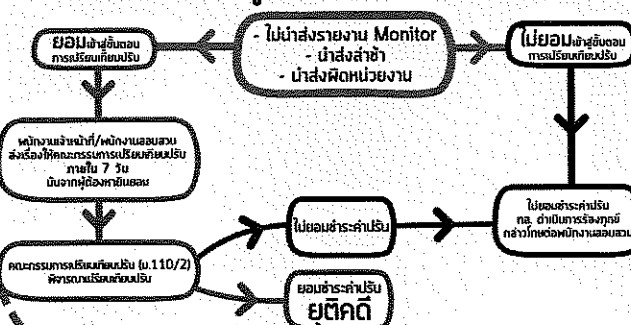 - ไม่นำส่งรายงาน Monitor
- นำส่งล่าช้า
- นำส่งผิดหน่วยงาน
ยอมเข้าสู่ขั้นตอน
การเปรียบเทียบปรับ
ไม่ยอมเข้าสู่ขั้นตอน
การเปรียบเทียบปรับ
พนักงานเจ้าหน้าที่/พนักงานสอบสวน
ส่งเรื่องให้คณะกรรมการเปรียบเทียบปรับ
ภายใน 7 วัน
นับจากผู้ต้องหายินยอม
คณะกรรมการเปรียบเทียบปรับ (ม.110/2)
พิจารณาเปรียบเทียบปรับ
ไม่ยอมชำระค่าปรับ
ไม่ยอมชำระค่าปรับ
ทส. ดำเนินการร้องทุกข์
กล่าวโทษต่อพนักงานสอบสวน
ยอมชำระค่าปรับ
ยุติคดี